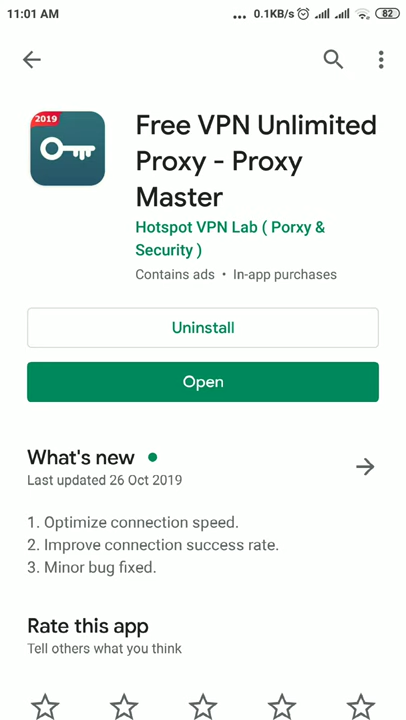 11:01 AM
... 0.1KB/s 82
2019
Free VPN Unlimited
Proxy - Proxy
Master
Hotspot VPN Lab ( Porxy &
Security )
Contains ads • In-app purchases
Uninstall
Open
What's new
Last updated 26 Oct 2019
1. Optimize connection speed.
2. Improve connection success rate.
3. Minor bug fixed.
Rate this app
Tell others what you think